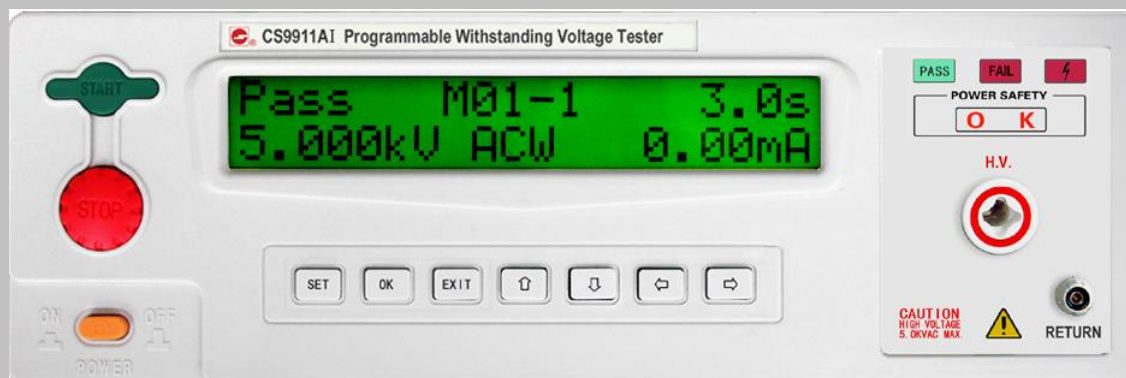 CS9911AI Programmable Withstanding Voltage Tester
START
Pass M01-1 3.0s
5.000kV ACW 0.00mA
STOP
SET OK EXIT
ON OFF
POWER
PASS FAIL
POWER SAFETY
O K
H.V.
CAUTION
HIGH VOLTAGE
5.0KVAC MAX.
RETURN